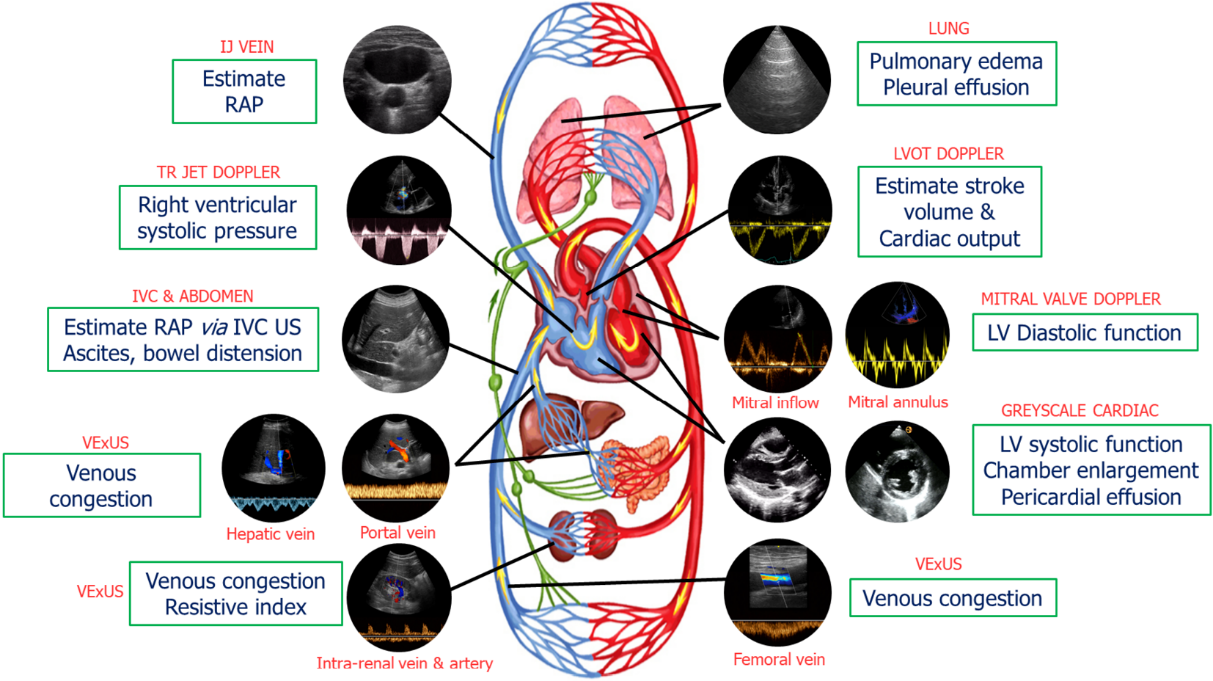 IJ VEIN
Estimate
RAP
LUNG
Pulmonary edema
Pleural effusion
TR JET DOPPLER
Right ventricular
systolic pressure
LVOT DOPPLER
Estimate stroke
volume &
Cardiac output
IVC & ABDOMEN
Estimate RAP via IVC US
Ascites, bowel distension
MITRAL VALVE DOPPLER
LV Diastolic function
Mitral inflow
Mitral annulus
VExUS
Venous
congestion
Hepatic vein
Portal vein
GREYSCALE CARDIAC
LV systolic function
Chamber enlargement
Pericardial effusion
VExUS
Venous congestion
Resistive index
Intra-renal vein & artery
VExUS
Venous congestion
Femoral vein